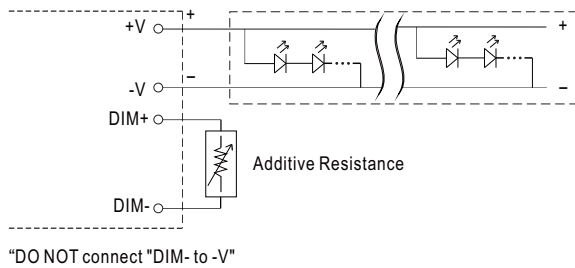 +V +
-V −
+
−
DIM+
Additive Resistance
DIM-
“DO NOT connect "DIM- to -V"